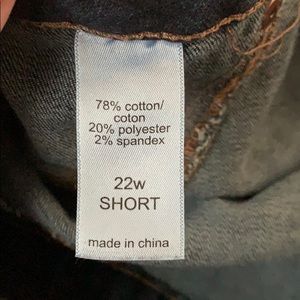 78% cotton/
coton
20% polyester
2% spandex
22w
SHORT
made in china